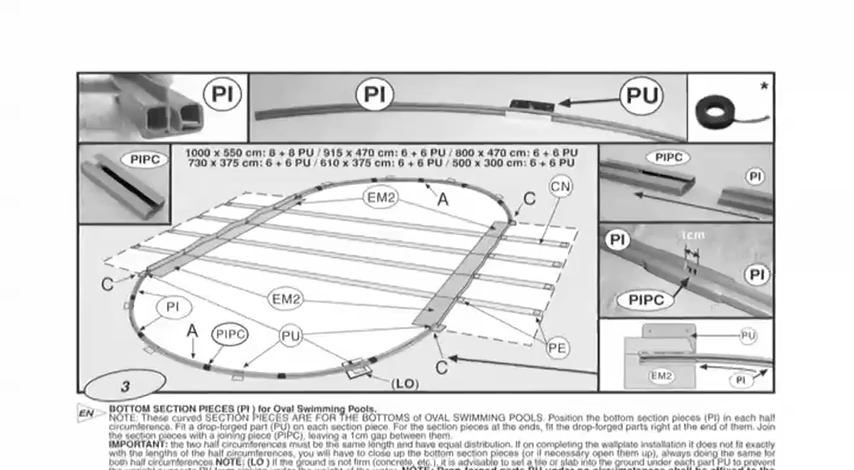 PI
PI
PU
*
PIPC
1000 x 550 cm: 8 + 8 PU / 915 x 470 cm: 6 + 6 PU / 800 x 470 cm: 6 + 6 PU
730 x 375 cm: 6 + 6 PU / 610 x 375 cm: 6 + 6 PU / 500 x 300 cm: 6 + 6 PU
PIPC
PI
EM2
A
C
CN
PI
1cm
PI
PIPC
C
PI
EM2
A
PIPC
PU
PE
C
(LO)
PU
EM2
PI
3
EN BOTTOM SECTION PIECES (PI ) for Oval Swimming Pools.
NOTE: These curved SECTION PIECES ARE FOR THE BOTTOMS of OVAL SWIMMING POOLS. Position the bottom section pieces (PI) in each half
circumference. Fit a drop-forged part (PU) on each section piece. For the section pieces at the ends, fit the drop-forged parts right at the end of them. Join
the section pieces with a joining piece (PIPC), leaving a 1cm gap between them.
IMPORTANT: the two half circumferences must be the same length and have equal distribution. If on completing the wallplate installation it does not fit exactly
with the lengths of the half circumferences, you will have to close up the bottom section pieces (or if necessary open them up), always doing the same for
both half circumferences NOTE: (LO ) If the ground is not firm (concrete, etc.), it is advisable to set a tile or slab into the ground under each part PU to prevent